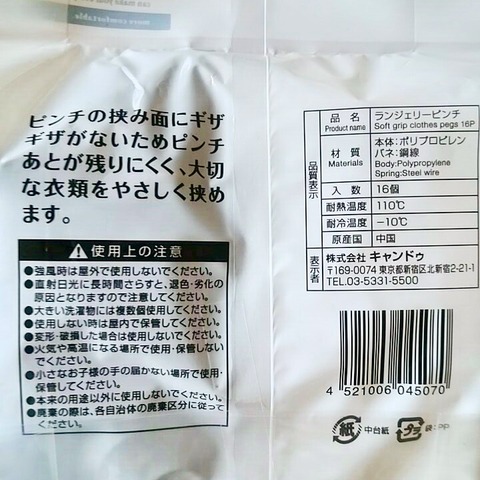 can make your
more comfortable.
ピンチの挟み面にギザ
ギザがないためピンチ
あとが残りにくく、大切
な衣類をやさしく挟め
ます。
使用上の注意
●強風時は屋外で使用しないでください。
●直射日光に長時間さらすと、退色・劣化の
原因となりますので注意してください。
●大きい洗濯物には複数個使用してください。
●使用しない時は屋内で保管してください。
●変形・破損した場合は使用しないでください。
●火気や高温になる場所で使用・保管しない
でください。
●小さなお子様の手の届かない場所で使用・
保管してください。
●本来の用途以外に使用しないでください。
●廃棄の際は、各自治体の廃棄区分に従って
ください。
品質表示
品名 Product name ランジェリーピンチ Soft grip clothes pegs 16P
材質 Materials 本体:ポリプロピレン
バネ:鋼線
Body:Polypropylene
Spring:Steel wire
入数 16個
耐熱温度 110℃
耐冷温度 -10℃
原産国 中国
表示者 株式会社 キャンドゥ
〒169-0074 東京都新宿区北新宿2-21-1
TEL.03-5331-5500
4 521006 045070
紙 中台紙 プラ 袋:PP